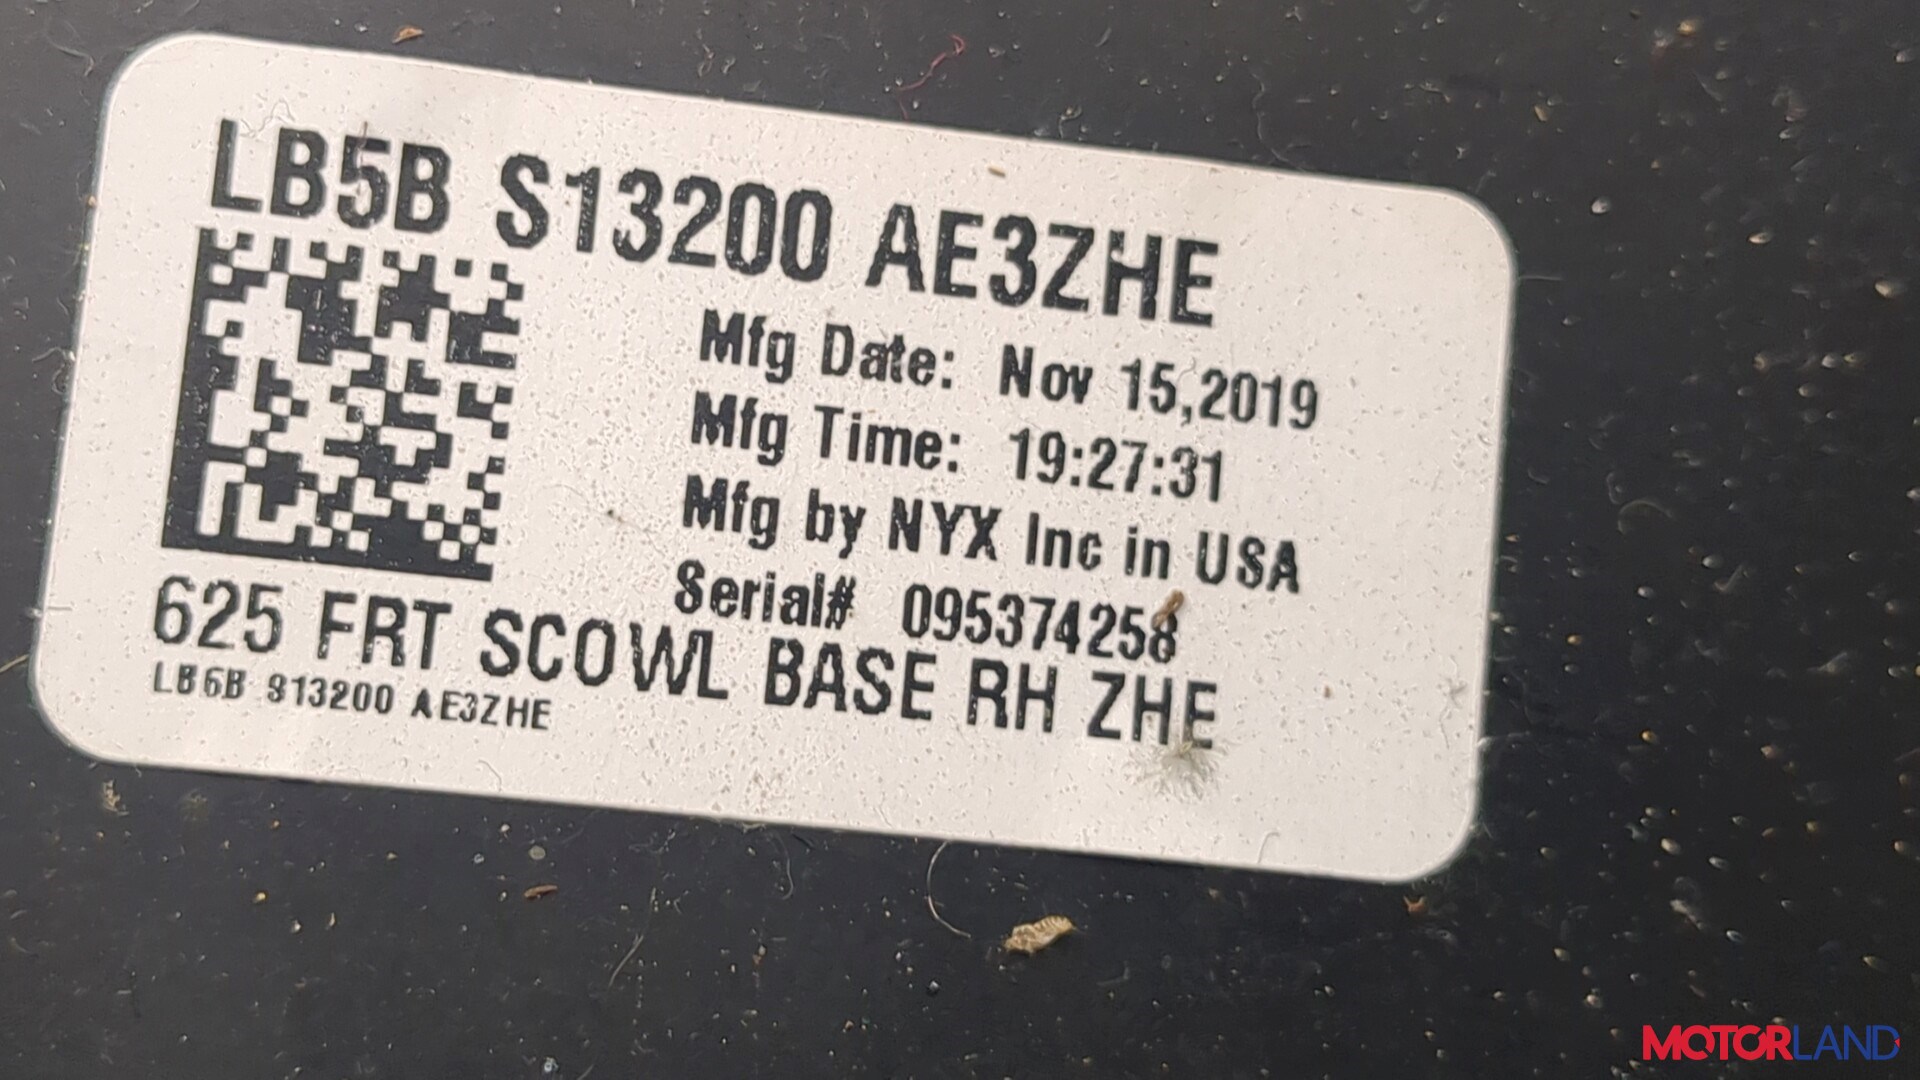 LB5B S13200 AE3ZHE
Mfg Date: Nov 15,2019
Mfg Time: 19:27:31
Mfg by NYX Inc in USA
Serial# 095374258
625 FRT SCOWL BASE RH ZHE
LB5B S13200 AE3ZHE
MOTORLAND